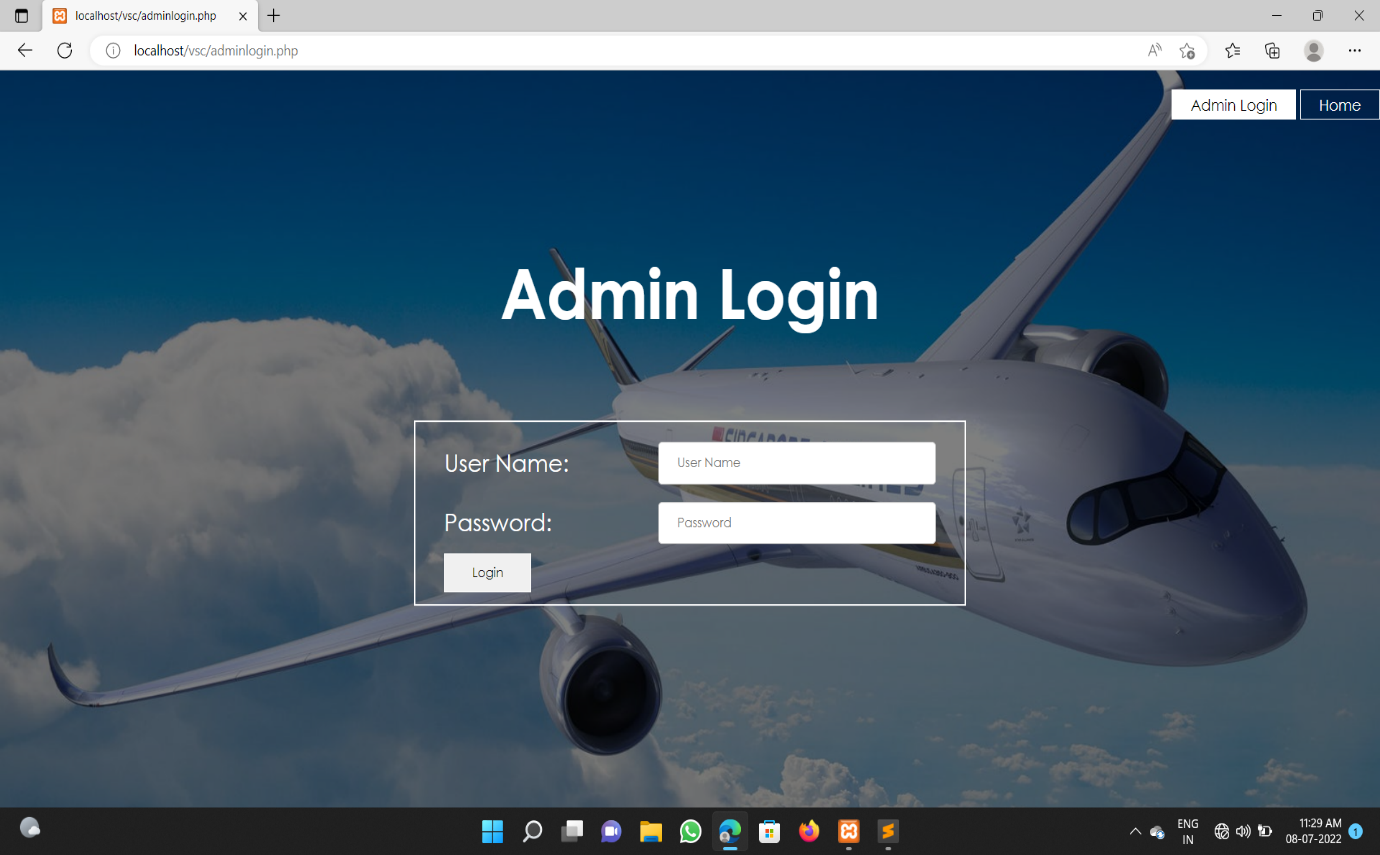 localhost/vsc/adminlogin.php
localhost/vsc/adminlogin.php
Admin Login
Home
Admin Login
SINGAPORE
User Name:
User Name
Password:
Password
Login
ENG
IN
11:29 AM
08-07-2022
1